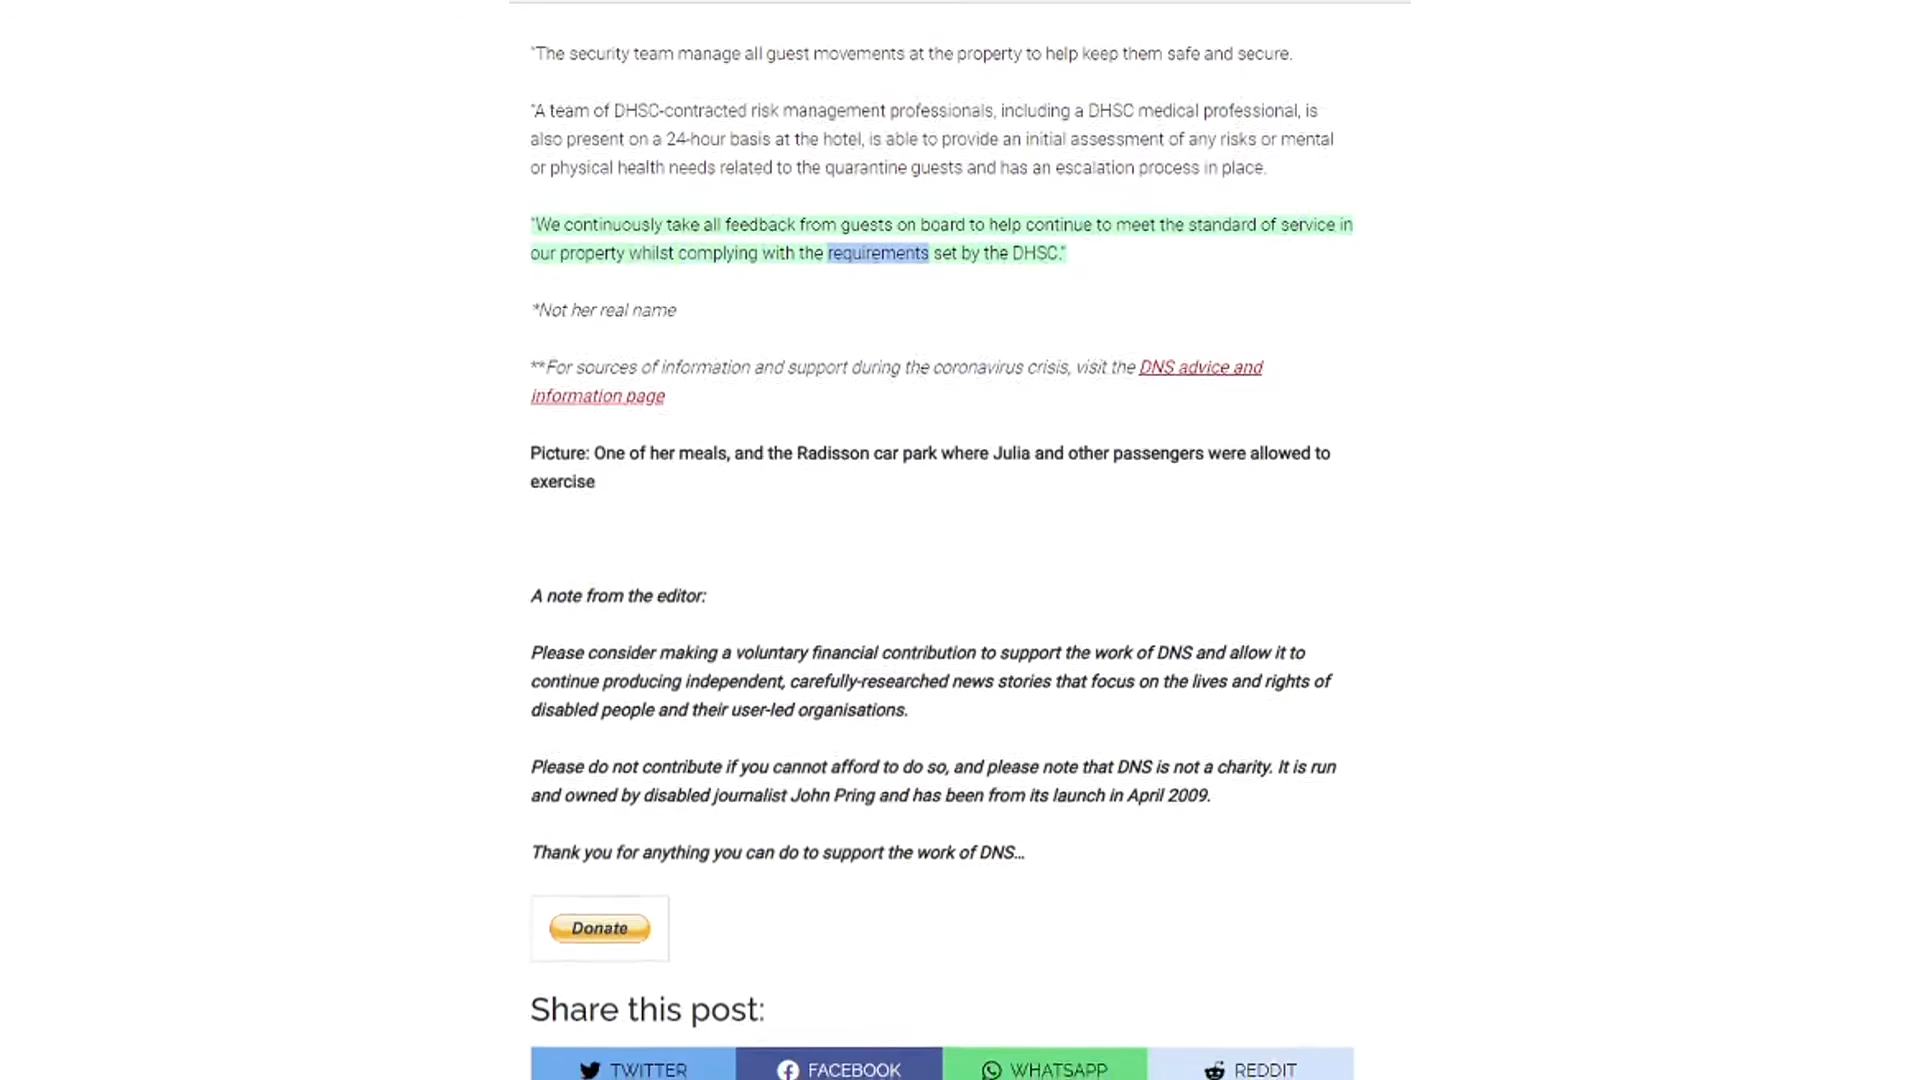 "The security team manage all guest movements at the property to help keep them safe and secure.
"A team of DHSC-contracted risk management professionals, including a DHSC medical professional, is
also present on a 24-hour basis at the hotel, is able to provide an initial assessment of any risks or mental
or physical health needs related to the quarantine guests and has an escalation process in place.
"We continuously take all feedback from guests on board to help continue to meet the standard of service in
our property whilst complying with the requirements set by the DHSC."
*Not her real name
**For sources of information and support during the coronavirus crisis, visit the DNS advice and
information page
Picture: One of her meals, and the Radisson car park where Julia and other passengers were allowed to
exercise
A note from the editor:
Please consider making a voluntary financial contribution to support the work of DNS and allow it to
continue producing independent, carefully-researched news stories that focus on the lives and rights of
disabled people and their user-led organisations.
Please do not contribute if you cannot afford to do so, and please note that DNS is not a charity. It is run
and owned by disabled journalist John Pring and has been from its launch in April 2009.
Thank you for anything you can do to support the work of DNS…
Donate
Share this post:
TWITTER FACEBOOK WHATSAPP REDDIT